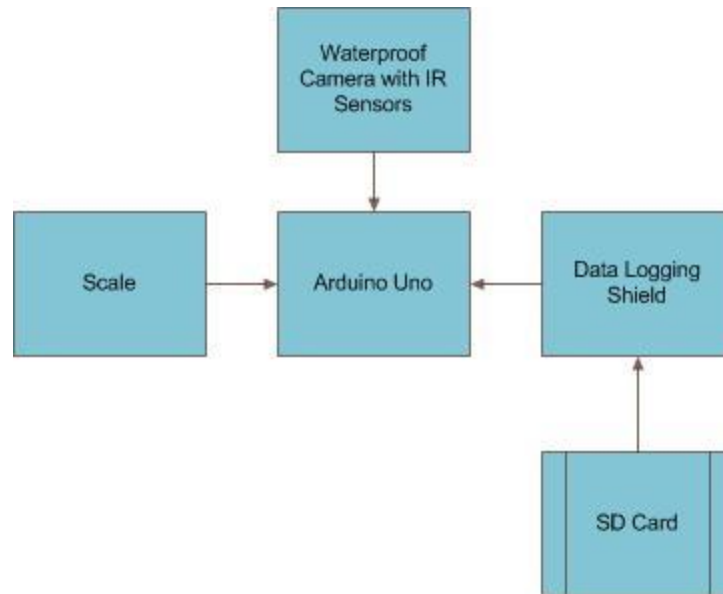 Waterproof
Camera with IR
Sensors
Scale
Arduino Uno
Data Logging
Shield
SD Card